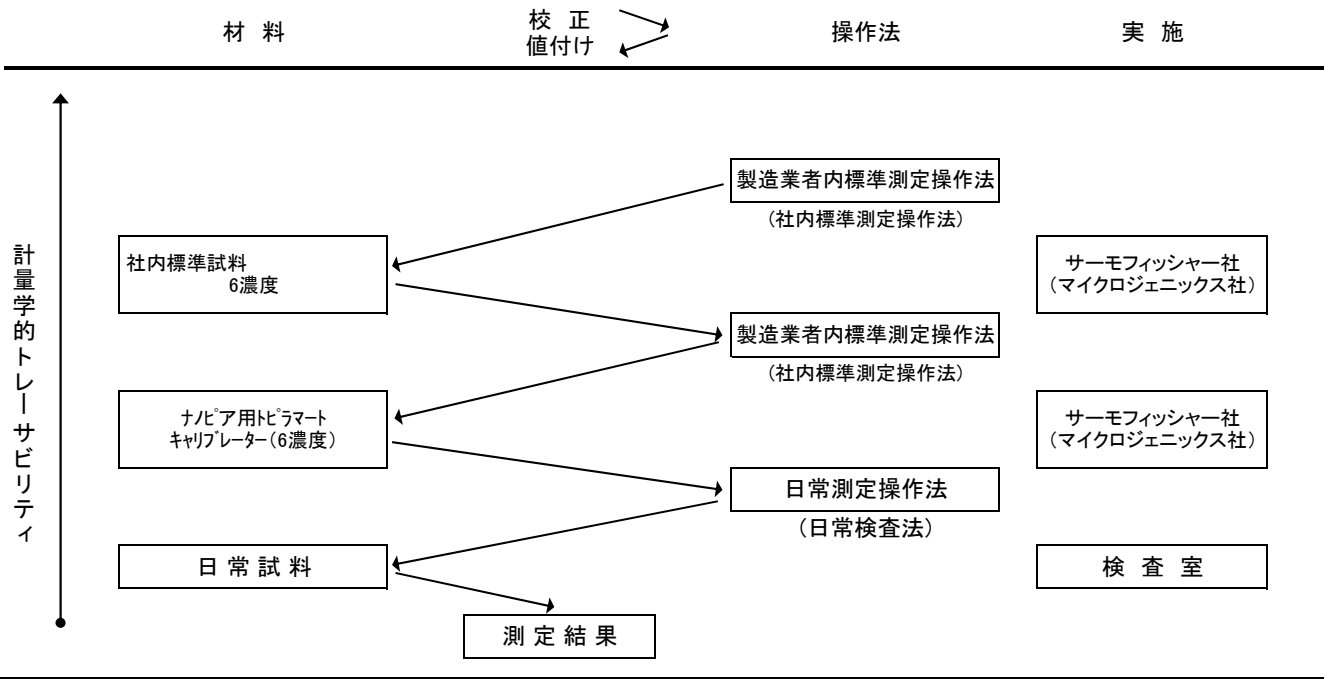 材 料
校 正
値付け
操作法
実 施
計量学的トレーサビリティ
製造業者内標準測定操作法
(社内標準測定操作法)
社内標準試料
6濃度
サーモフィッシャー社
(マイクロジェニックス社)
製造業者内標準測定操作法
(社内標準測定操作法)
ﾅﾉﾋﾟｱ用ﾄﾋﾟﾗﾏｰﾄ
ｷｬﾘﾌﾞﾚｰﾀｰ(6濃度)
サーモフィッシャー社
(マイクロジェニックス社)
日常測定操作法
(日常検査法)
日 常 試 料
検 査 室
測 定 結 果